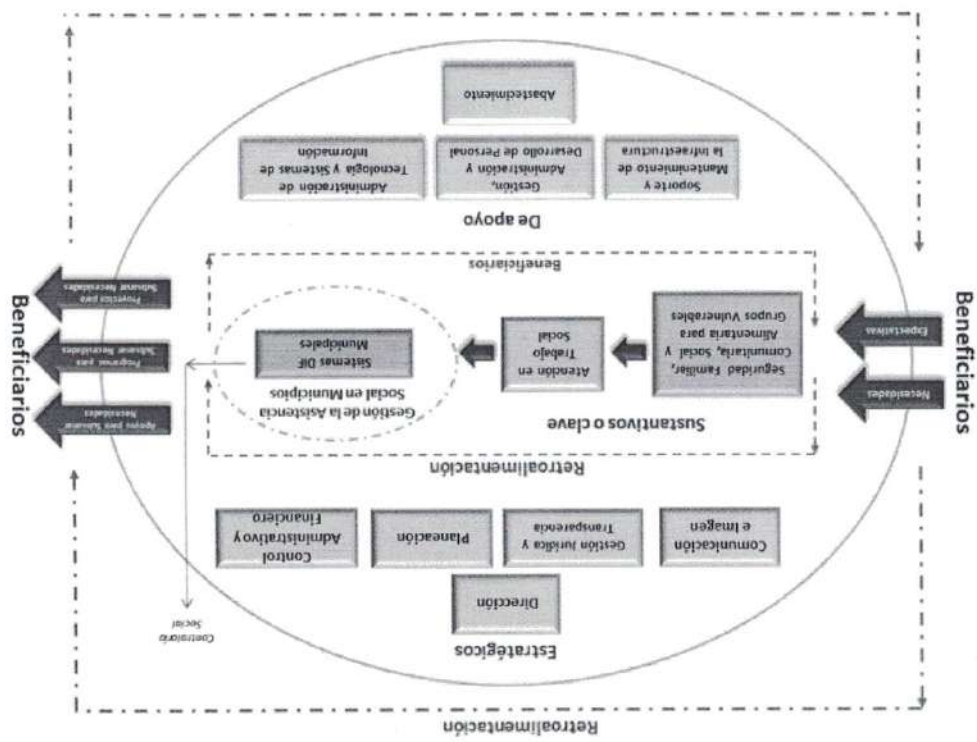 Retroalimentación
Estratégicos
Dirección
Contraloría
Social
Comunicación
e Imagen
Gestión Jurídica y
Transparencia
Planeación
Control
Administrativo y
Financiero
Retroalimentación
Sustantivos o clave
Beneficiarios
Necesidades
Expectativas
Seguridad Familiar,
Comunitaria, Social y
Alimentaria para
Grupos Vulnerables
Atención en
Trabajo
Social
Gestión de la Asistencia
Social en Municipios
Sistemas DIF
Municipales
Apoyos para Subsanar
Necesidades
Programas para
Subsanar Necesidades
Proyectos para
Subsanar Necesidades
Beneficiarios
Beneficiarios
De apoyo
Soporte y
Mantenimiento de
la Infraestructura
Gestión,
Administración y
Desarrollo de Personal
Administración de
Tecnología y Sistemas de
Información
Abastecimiento